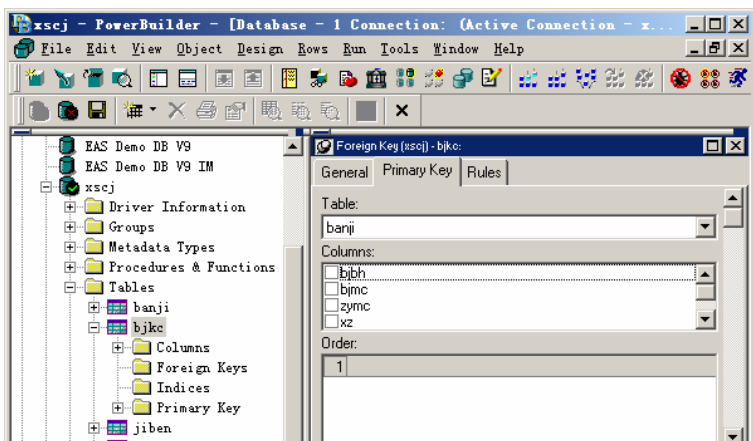 xscj - PowerBuilder - [Database - 1 Connection: (Active Connection - x...
File Edit View Object Design Rows Run Tools Window Help
EAS Demo DB V9
EAS Demo DB V9 IM
xscj
Driver Information
Groups
Metadata Types
Procedures & Functions
Tables
banji
bjkc
Columns
Foreign Keys
Indices
Primary Key
jiben
Foreign Key (xscj) - bjkc:
General Primary Key Rules
Table:
banji
Columns:
bjbh
bjmc
zymc
xz
Order:
1